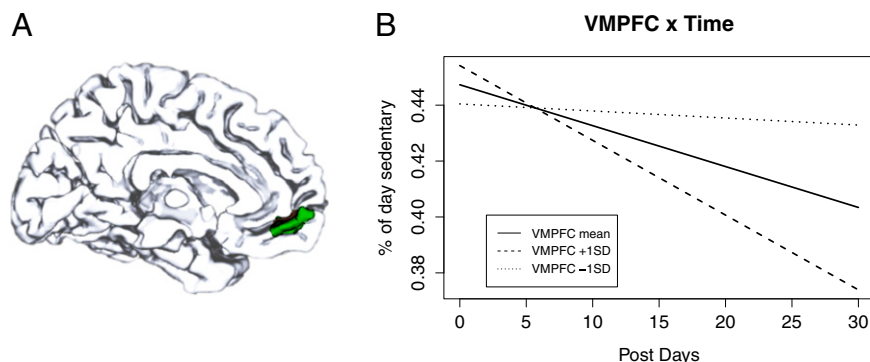 A
B
VMPFC x Time
% of day sedentary
0.44
0.42
0.40
0.38
VMPFC mean
VMPFC +1SD
VMPFC −1SD
0 5 10 15 20 25 30
Post Days